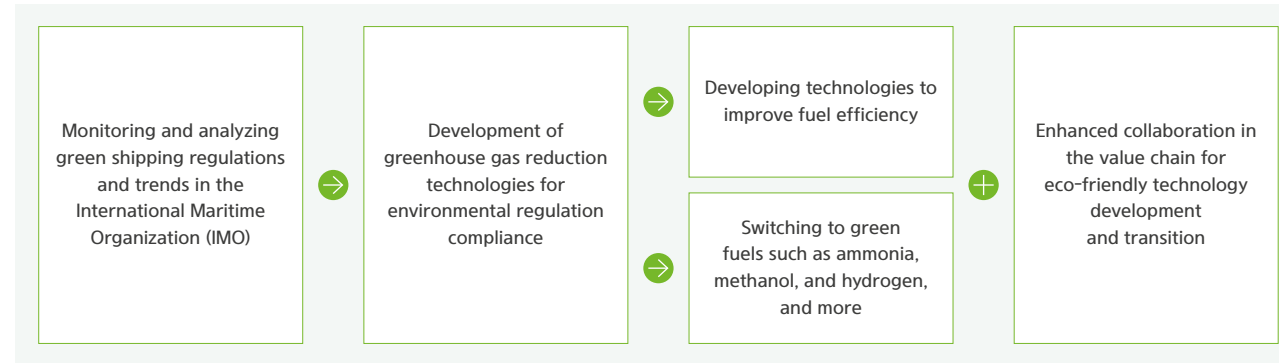 Monitoring and analyzing
green shipping regulations
and trends in the
International Maritime
Organization (IMO)
Development of
greenhouse gas reduction
technologies for
environmental regulation
compliance
Developing technologies to
improve fuel efficiency
Switching to green
fuels such as ammonia,
methanol, and hydrogen,
and more
Enhanced collaboration in
the value chain for
eco-friendly technology
development
and transition